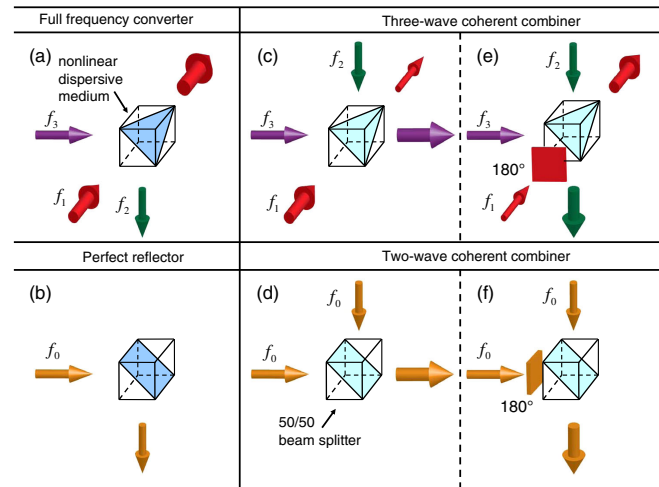 Full frequency converter
Three-wave coherent combiner
(a)
nonlinear
dispersive
medium
f3
f1
f2
(c)
f2
f3
f1
(e)
f2
f3
180°
f1
Perfect reflector
Two-wave coherent combiner
(b)
f0
(d)
f0
f0
50/50
beam splitter
(f)
f0
f0
180°